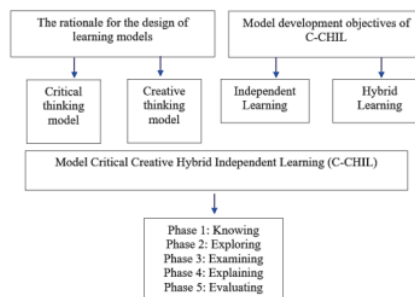 The rationale for the design of
learning models
Model development objectives of
C-CHIL
Critical
thinking
model
Creative
thinking
model
Independent
Learning
Hybrid
Learning
Model Critical Creative Hybrid Independent Learning (C-CHIL)
Phase 1: Knowing
Phase 2: Exploring
Phase 3: Examining
Phase 4: Explaining
Phase 5: Evaluating